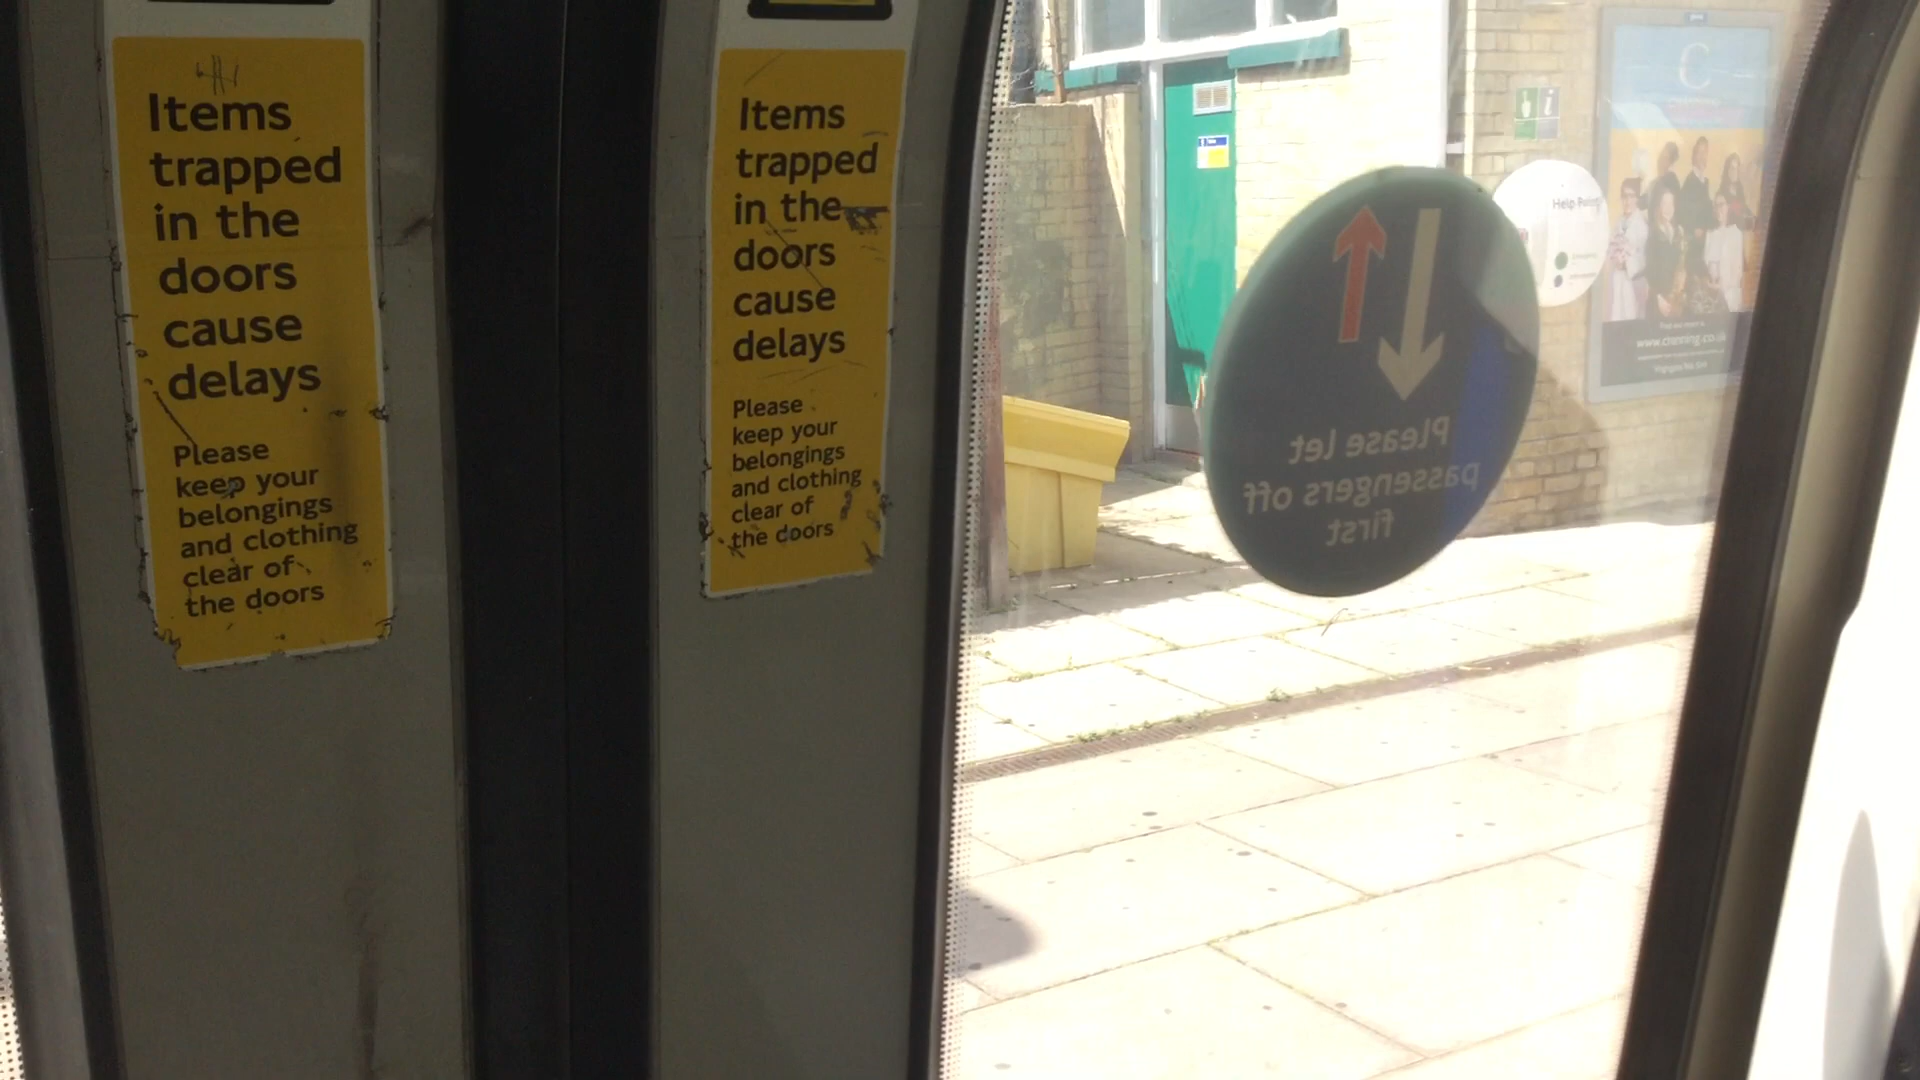 Items
trapped
in the
doors
cause
delays
Please
keep your
belongings
and clothing
clear of
the doors
Items
trapped
in the
doors
cause
delays
Please
keep your
belongings
and clothing
clear of
the doors
Please let
passengers off
first
Help Point
C